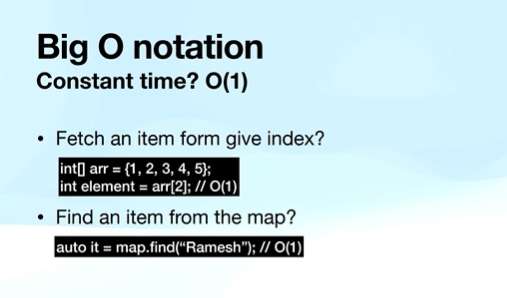 Big O notation
Constant time? O(1)
• Fetch an item form give index?
int[] arr = {1, 2, 3, 4, 5};
int element = arr[2]; // O(1)
• Find an item from the map?
auto it = map.find(“Ramesh”); // O(1)